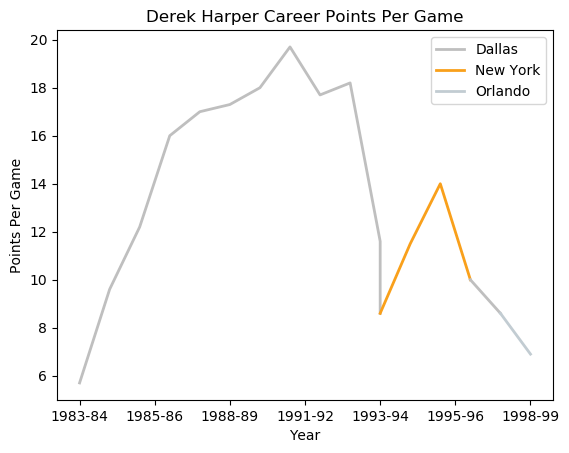 Derek Harper Career Points Per Game
Dallas
New York
Orlando
Points Per Game
20
18
16
14
12
10
8
6
1983-84
1985-86
1988-89
1991-92
1993-94
1995-96
1998-99
Year